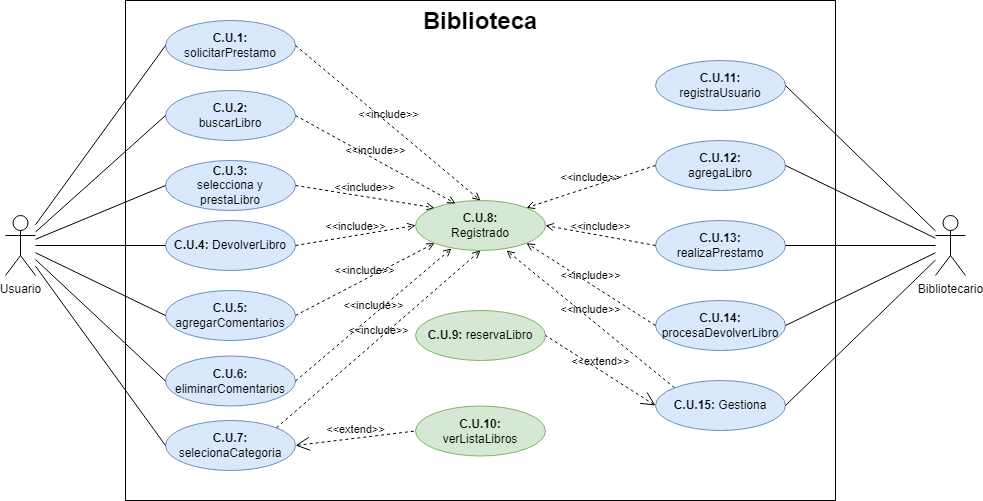 Biblioteca
C.U.1:
solicitarPrestamo
C.U.2:
buscarLibro
C.U.3:
selecciona y
prestaLibro
C.U.4: DevolverLibro
C.U.5:
agregarComentarios
C.U.6:
eliminarComentarios
C.U.7:
selecionaCategoria
Usuario
<<include>>
<<include>>
<<include>>
<<include>>
<<include>>
<<include>>
<<include>>
<<extend>>
C.U.8:
Registrado
C.U.9: reservaLibro
C.U.10:
verListaLibros
<<include>>
<<include>>
<<include>>
<<include>>
<<extend>>
C.U.11:
registraUsuario
C.U.12:
agregaLibro
C.U.13:
realizaPrestamo
C.U.14:
procesaDevolverLibro
C.U.15: Gestiona
Bibliotecario